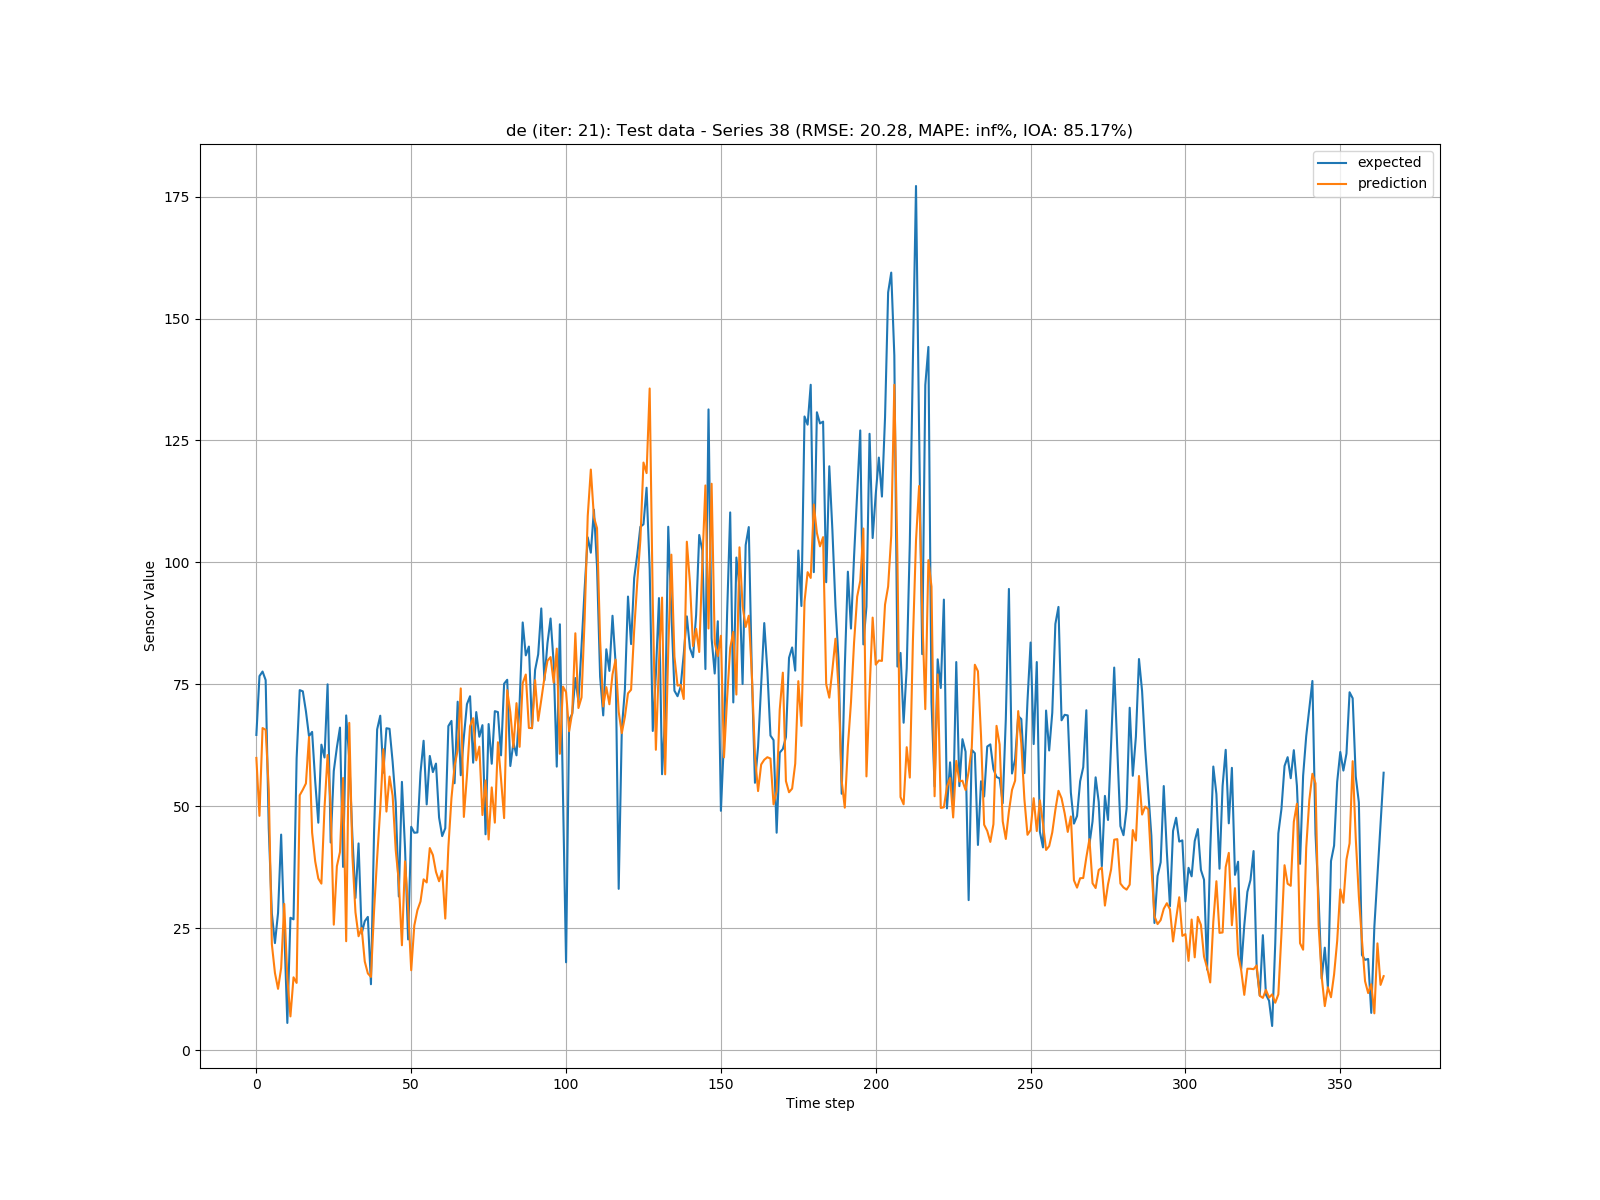 de (iter: 21): Test data - Series 38 (RMSE: 20.28, MAPE: inf%, IOA: 85.17%)
expected
prediction
175
150
125
100
75
50
25
0
Sensor Value
0 50 100 150 200 250 300 350
Time step